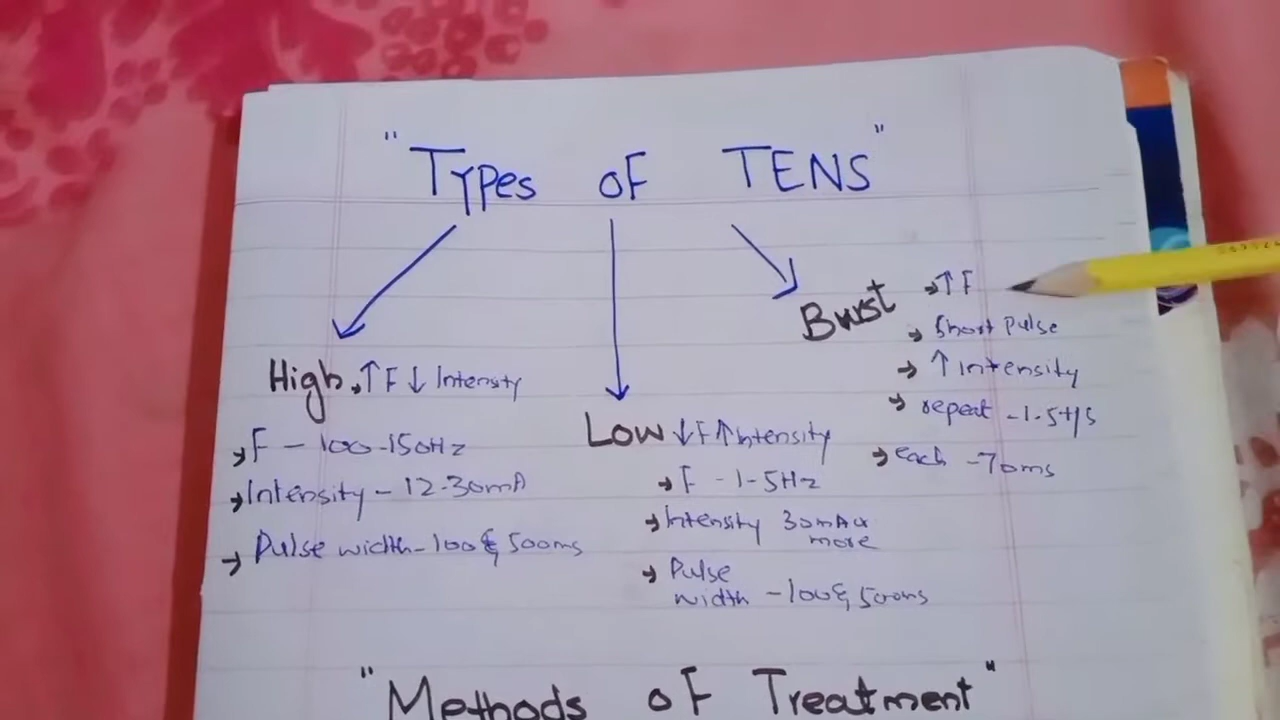 "Types of TENS"
High → ↑F ↓ Intensity
→ F - 100-150Hz
→ Intensity - 12-30mA
→ Pulse width - 100 & 500ms
Low ↓F ↑Intensity
→ F - 1-5Hz
→ Intensity 30mA or
more
→ Pulse
width - 100 & 500ms
Burst → ↑F
→ Short Pulse
→ ↑ Intensity
→ repeat - 1-5t/s
→ each - 70ms
"Methods of Treatment"